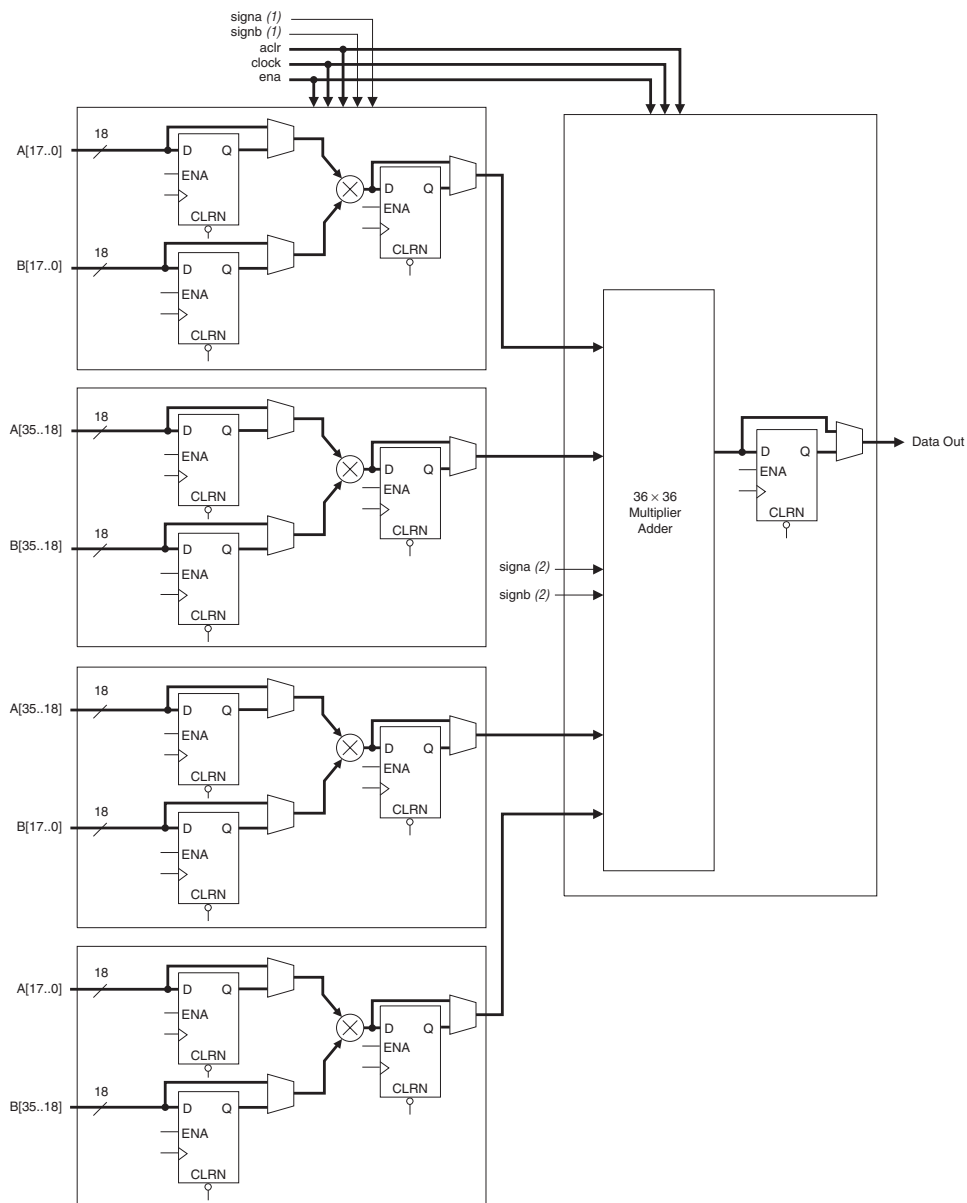 signa (1)
signb (1)
aclr
clock
ena
A[17..0]
18
D Q
ENA
CLRN
D Q
ENA
CLRN
B[17..0]
18
D Q
ENA
CLRN
A[35..18]
18
D Q
ENA
CLRN
D Q
ENA
CLRN
B[35..18]
18
D Q
ENA
CLRN
36 × 36
Multiplier
Adder
signa (2)
signb (2)
D Q
ENA
CLRN
Data Out
A[35..18]
18
D Q
ENA
CLRN
D Q
ENA
CLRN
B[17..0]
18
D Q
ENA
CLRN
A[17..0]
18
D Q
ENA
CLRN
D Q
ENA
CLRN
B[35..18]
18
D Q
ENA
CLRN